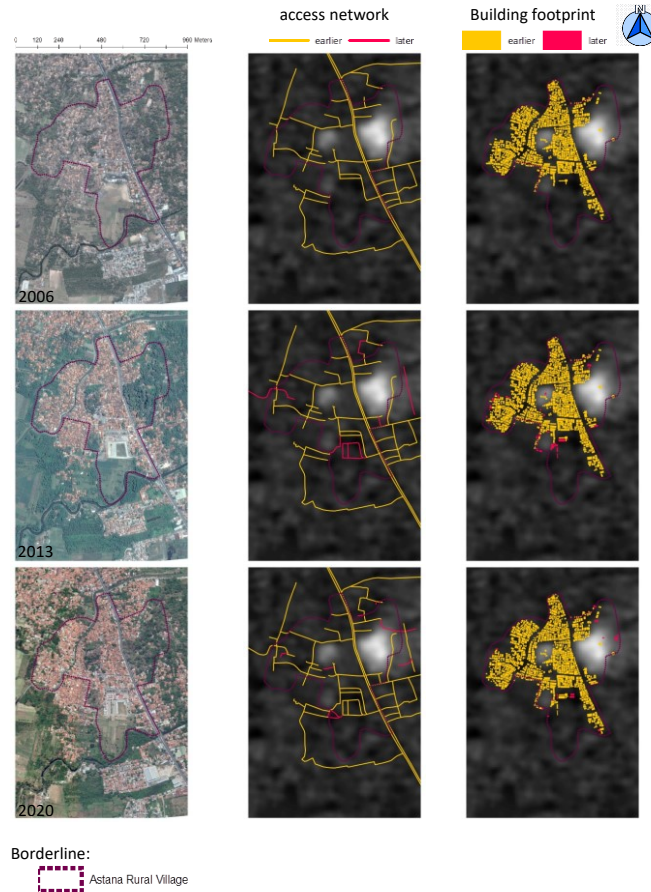 access network
Building footprint
N
0 120 240 480 720 960 Meters
earlier later
earlier later
2006
2013
2020
Borderline:
Astana Rural Village